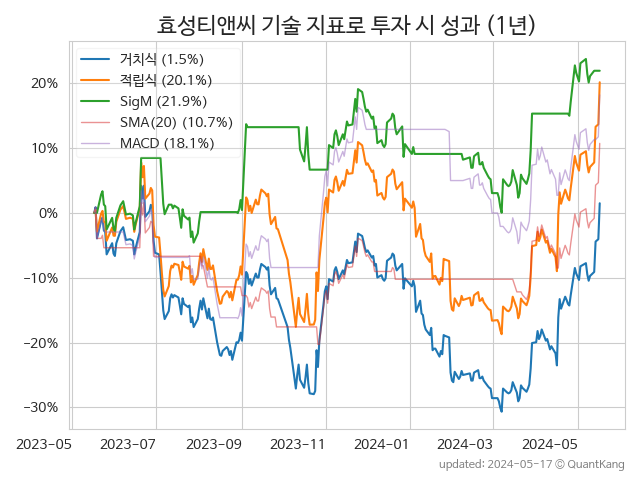 효성티앤씨 기술 지표로 투자 시 성과 (1년)
거치식 (1.5%)
적립식 (20.1%)
SigM (21.9%)
SMA(20) (10.7%)
MACD (18.1%)
20%
10%
0%
−10%
−20%
−30%
2023-05
2023-07
2023-09
2023-11
2024-01
2024-03
2024-05
updated: 2024-05-17 © QuantKang